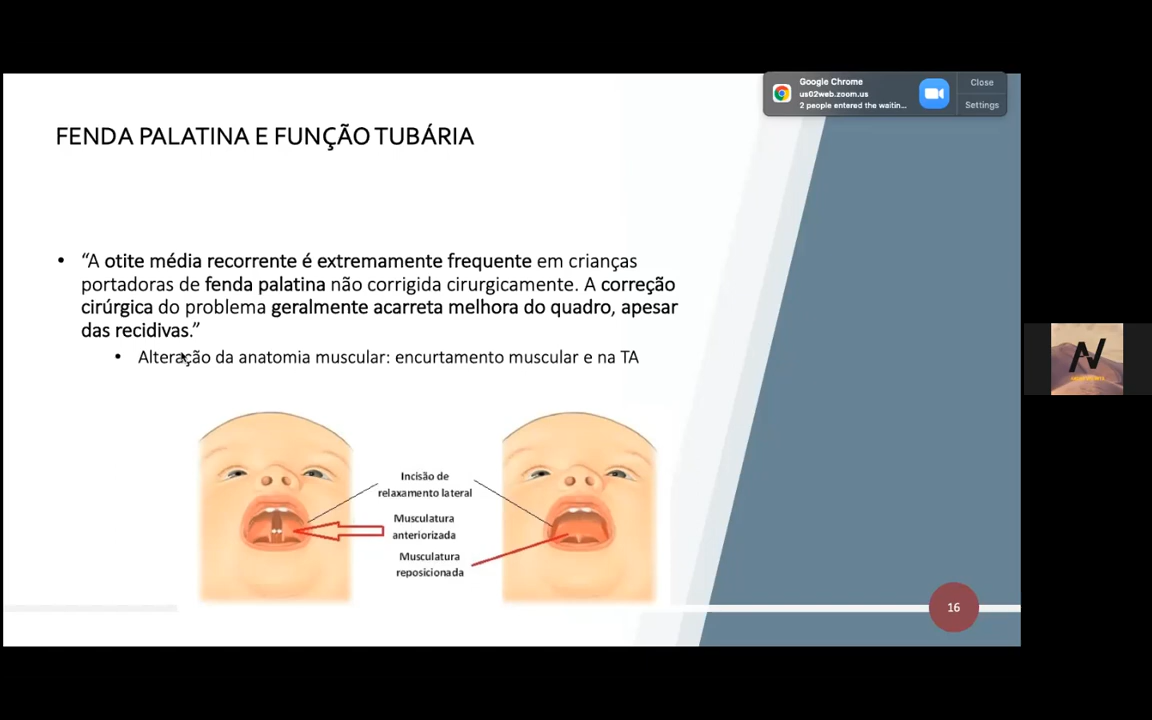 Google Chrome
Close
us02web.zoom.us
2 people entered the waitin...
Settings
FENDA PALATINA E FUNÇÃO TUBÁRIA
• “A otite média recorrente é extremamente frequente em crianças
portadoras de fenda palatina não corrigida cirurgicamente. A correção
cirúrgica do problema geralmente acarreta melhora do quadro, apesar
das recidivas.”
• Alteração da anatomia muscular: encurtamento muscular e na TA
Incisão de
relaxamento lateral
Musculatura
anteriorizada
Musculatura
reposicionada
16